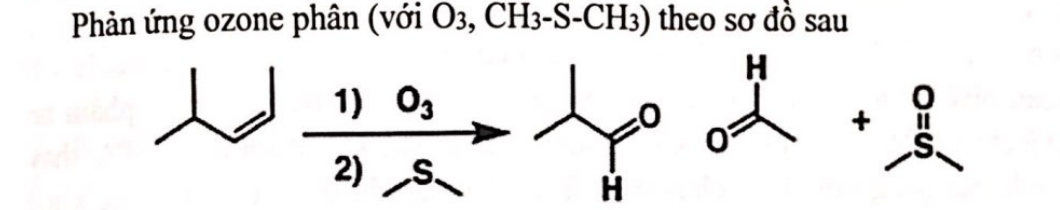 Phản ứng ozone phân (với O₃, CH₃-S-CH₃) theo sơ đồ sau
1) O₃
2) S
O
H
H
O
+
O
S